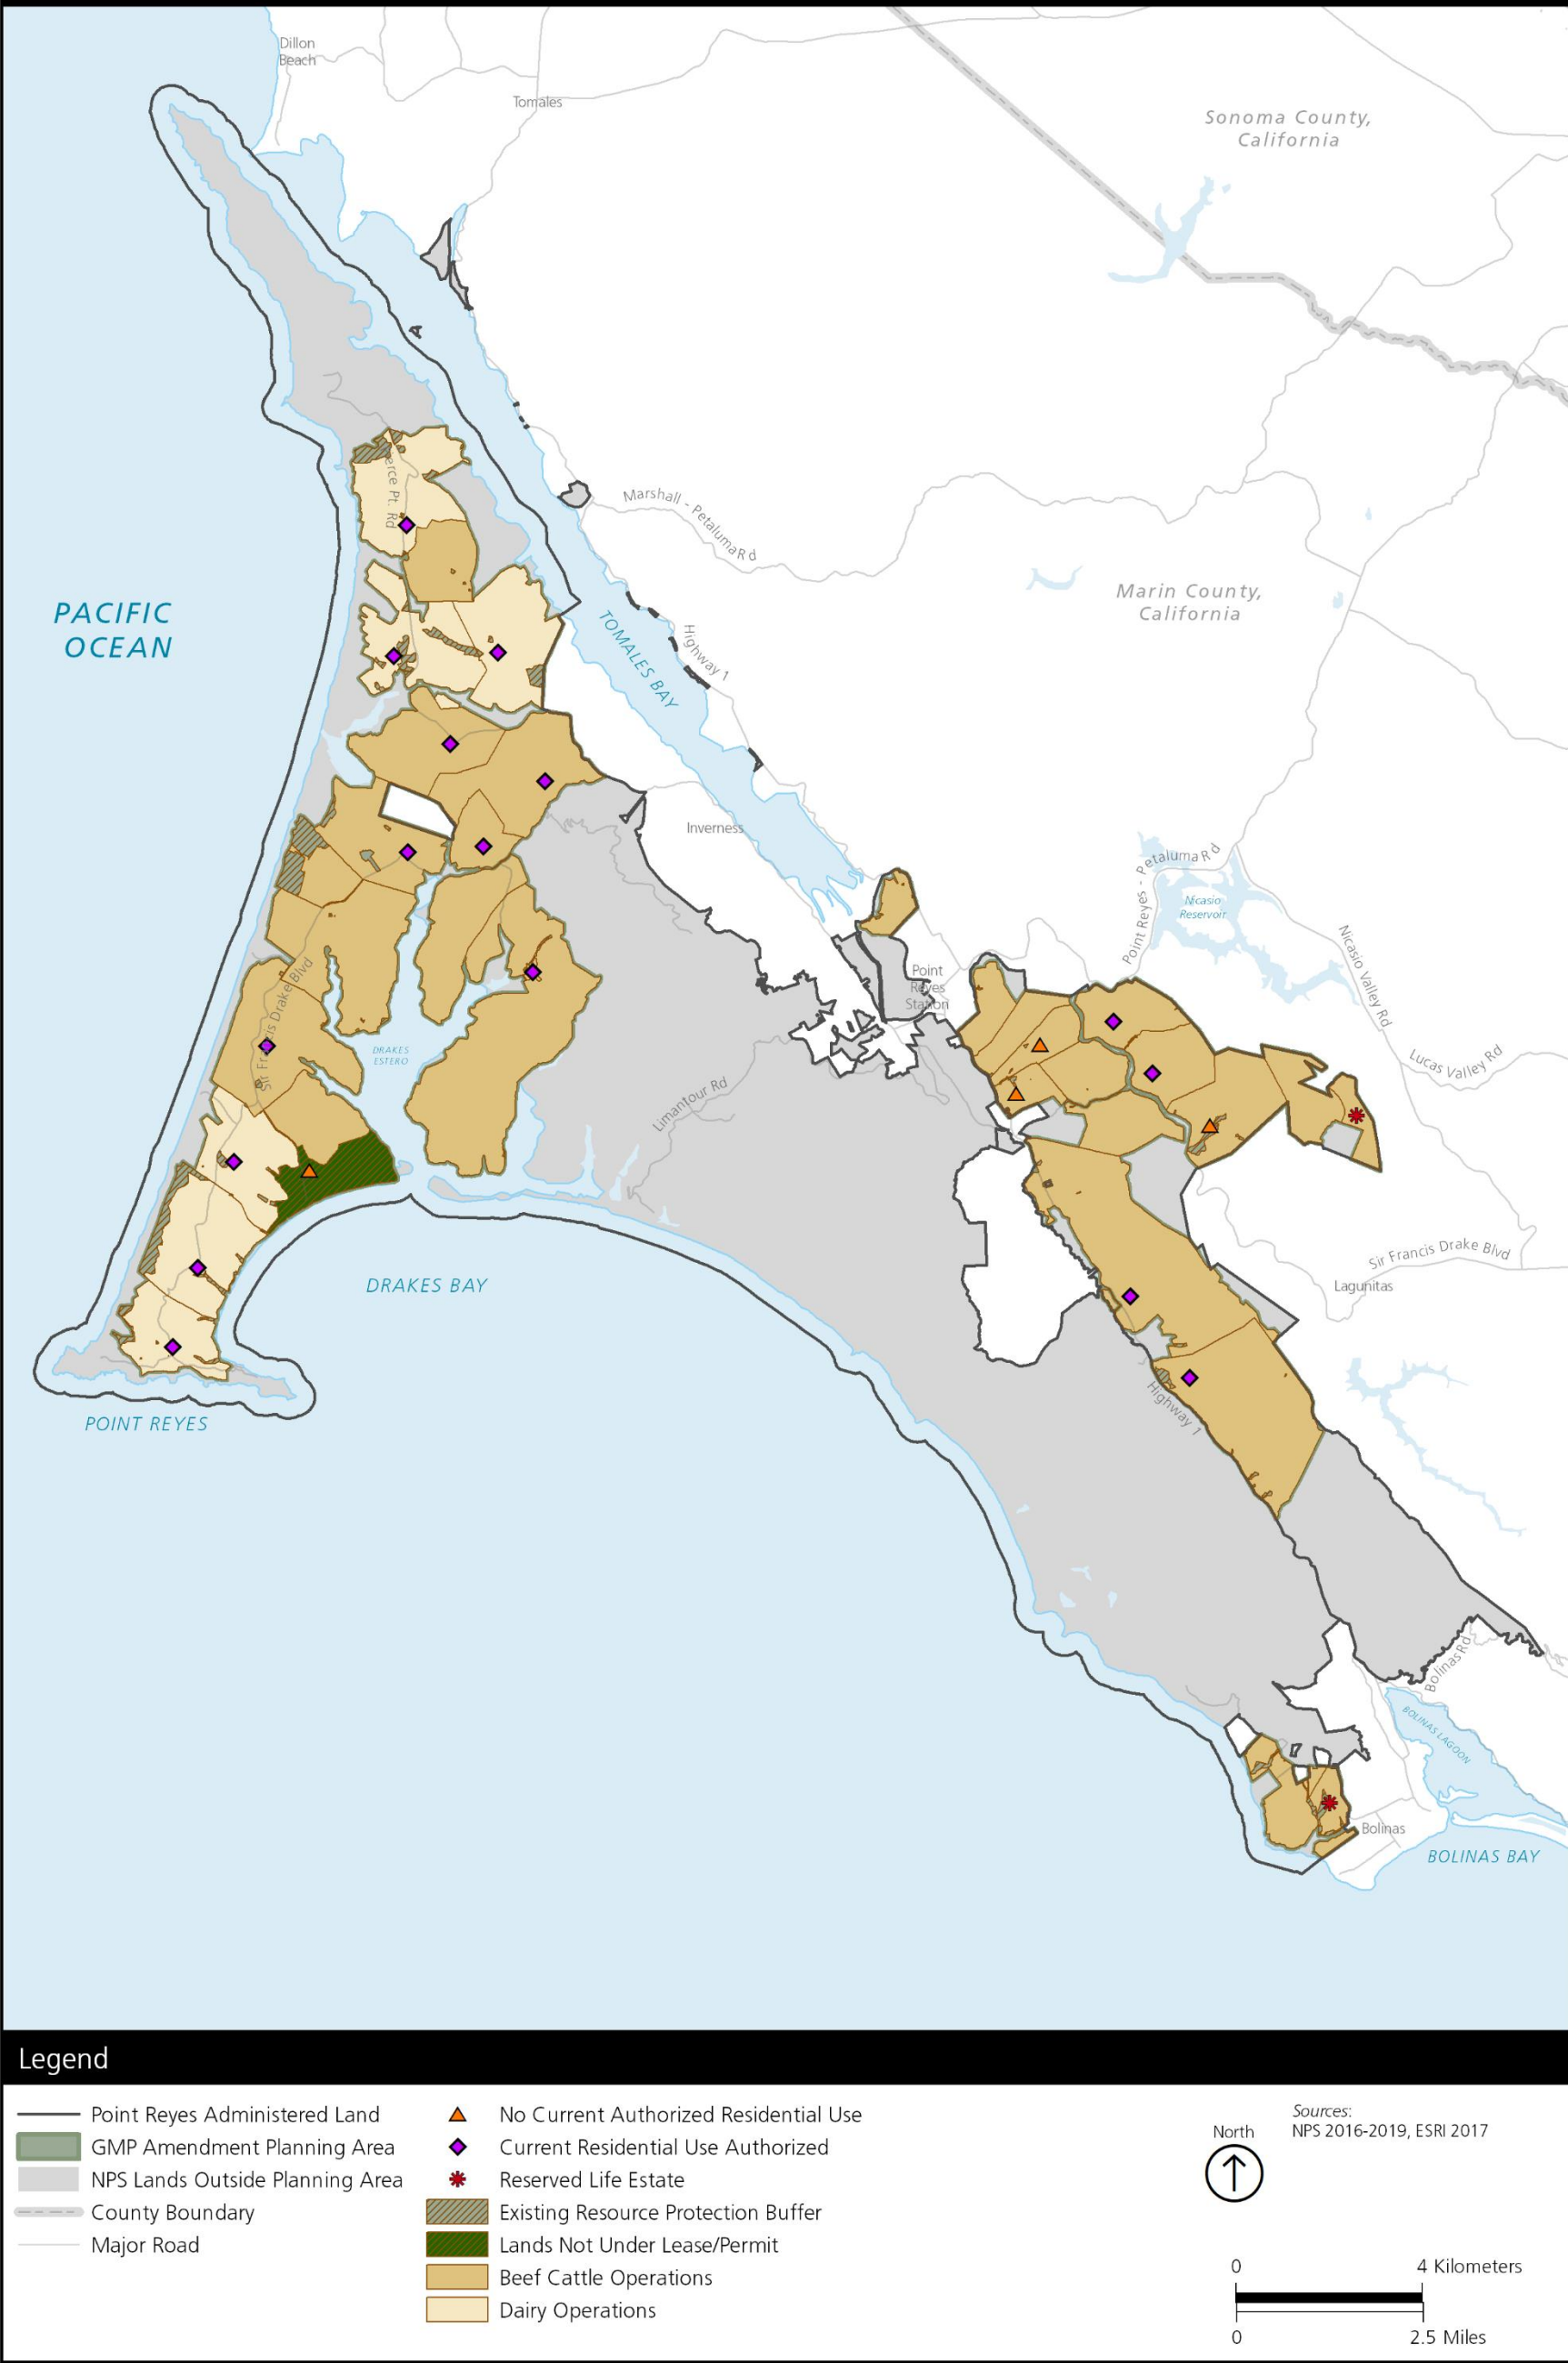 Dillon
Beach
Tomales
Sonoma County,
California
erce Pt. Rd
Marshall - Petaluma Rd
PACIFIC
OCEAN
Marin County,
California
TOMALES BAY
Highway 1
Inverness
Point Reyes - Petaluma Rd
Nicasio
Reservoir
Nicasio Valley Rd
Point
Reyes
Station
Sir Francis Drake Blvd
DRAKES
ESTERO
Limantour Rd
Lucas Valley Rd
Sir Francis Drake Blvd
Lagunitas
DRAKES BAY
POINT REYES
Highway 1
Bolinas Rd
BOLINAS LAGOON
Bolinas
BOLINAS BAY
Legend
Point Reyes Administered Land
GMP Amendment Planning Area
NPS Lands Outside Planning Area
County Boundary
Major Road
No Current Authorized Residential Use
Current Residential Use Authorized
Reserved Life Estate
Existing Resource Protection Buffer
Lands Not Under Lease/Permit
Beef Cattle Operations
Dairy Operations
North
Sources:
NPS 2016-2019, ESRI 2017
0 4 Kilometers
0 2.5 Miles